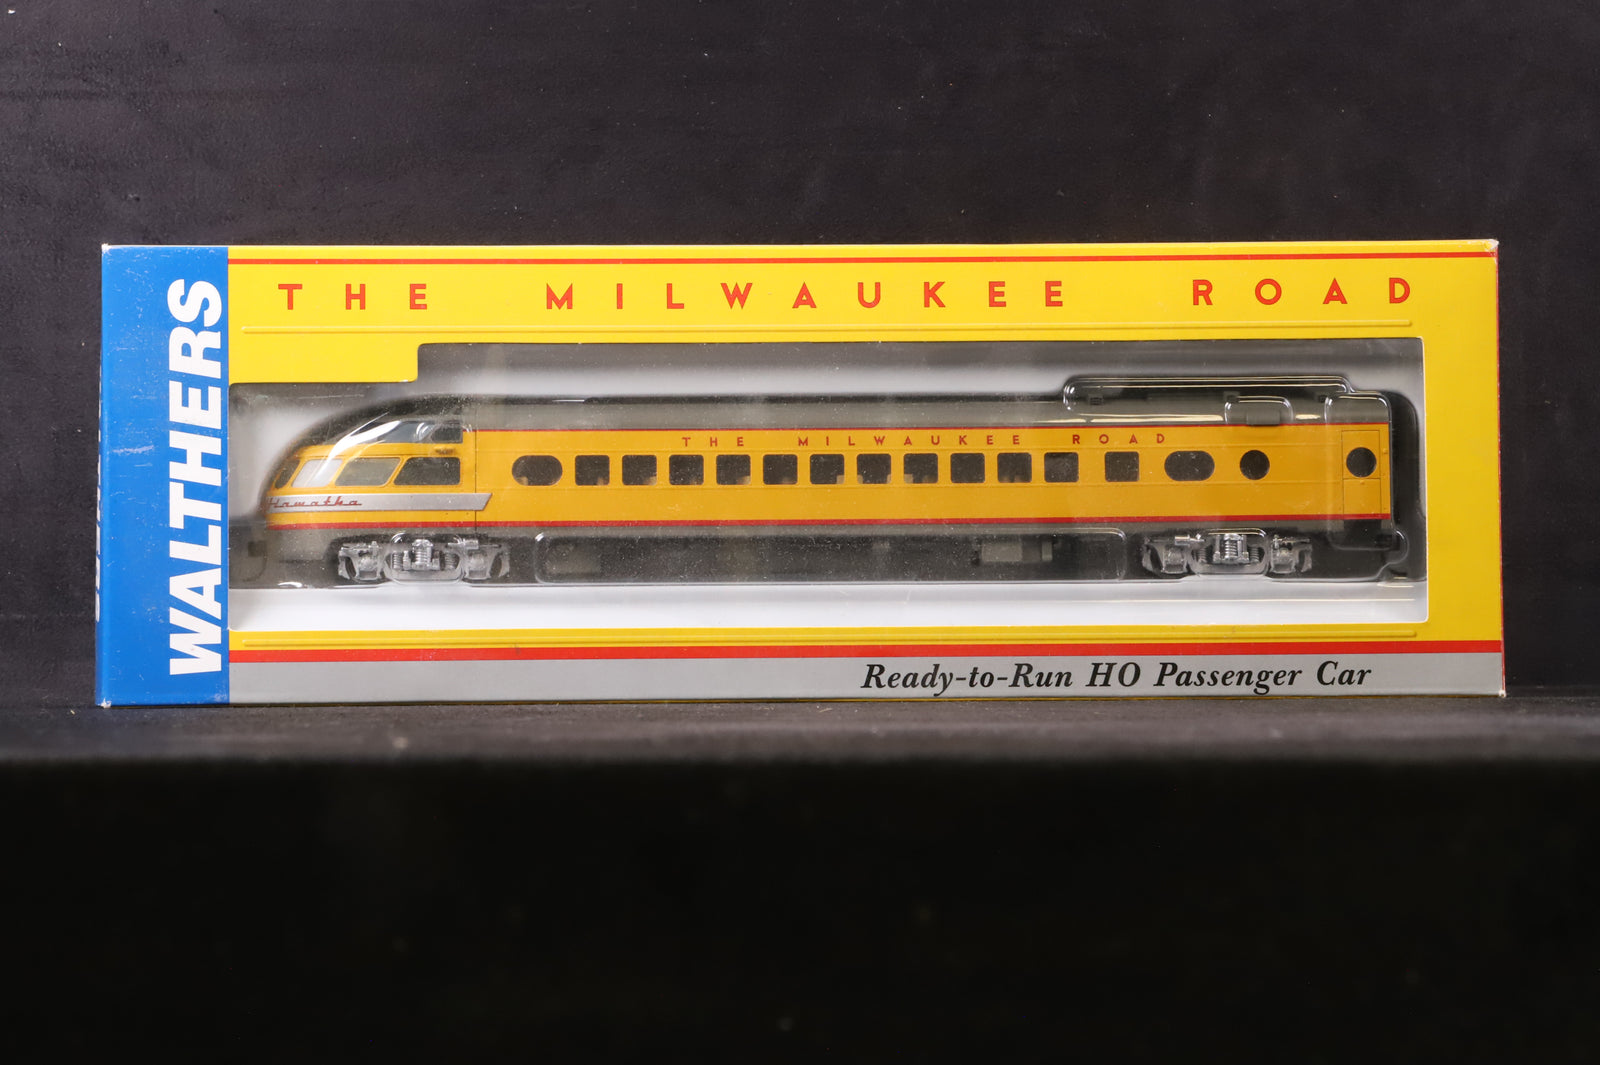 WALTHERS
THE MILWAUKEE ROAD
THE MILWAUKEE ROAD
Hiawatha
Ready-to-Run HO Passenger Car